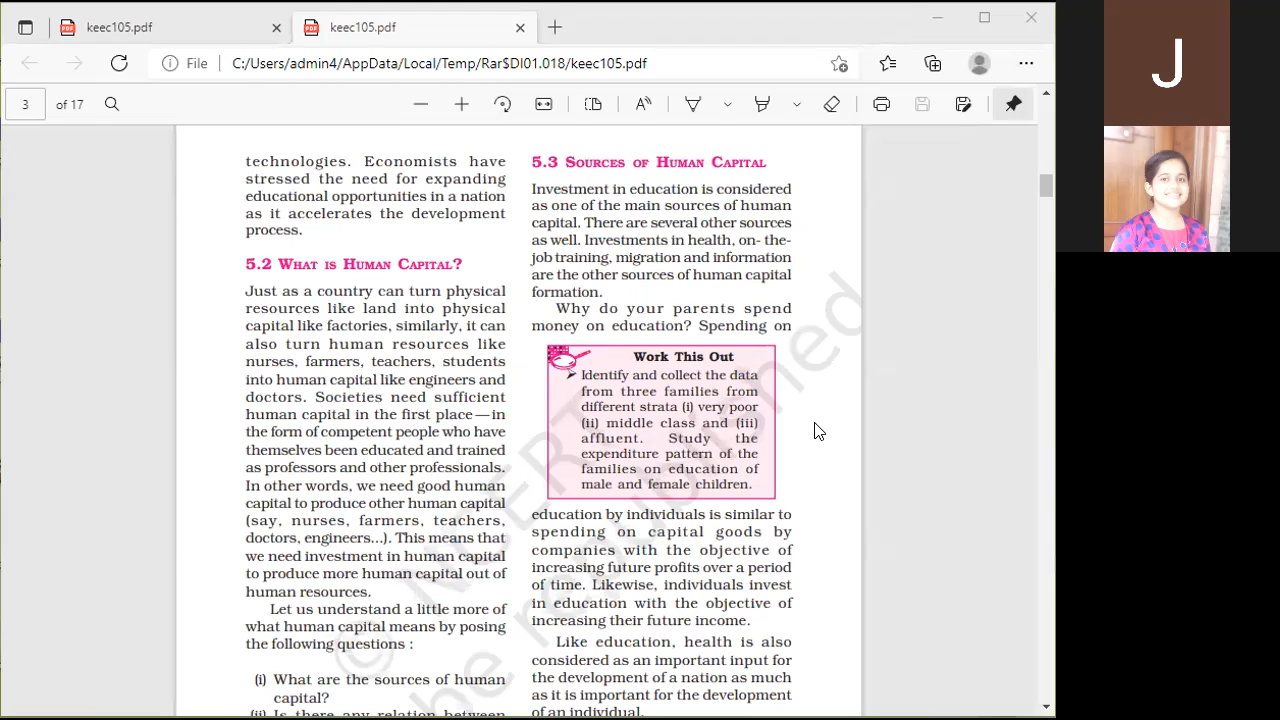 keec105.pdf
keec105.pdf
File
C:/Users/admin4/AppData/Local/Temp/Rar$DI01.018/keec105.pdf
3 of 17
technologies. Economists have
stressed the need for expanding
educational opportunities in a nation
as it accelerates the development
process.
5.2 WHAT IS HUMAN CAPITAL?
Just as a country can turn physical
resources like land into physical
capital like factories, similarly, it can
also turn human resources like
nurses, farmers, teachers, students
into human capital like engineers and
doctors. Societies need sufficient
human capital in the first place—in
the form of competent people who have
themselves been educated and trained
as professors and other professionals.
In other words, we need good human
capital to produce other human capital
(say, nurses, farmers, teachers,
doctors, engineers...). This means that
we need investment in human capital
to produce more human capital out of
human resources.
Let us understand a little more of
what human capital means by posing
the following questions :
(i) What are the sources of human
capital?
(ii) Is there any relation between
5.3 SOURCES OF HUMAN CAPITAL
Investment in education is considered
as one of the main sources of human
capital. There are several other sources
as well. Investments in health, on- the-
job training, migration and information
are the other sources of human capital
formation.
Why do your parents spend
money on education? Spending on
Work This Out
➤ Identify and collect the data
from three families from
different strata (i) very poor
(ii) middle class and (iii)
affluent. Study the
expenditure pattern of the
families on education of
male and female children.
education by individuals is similar to
spending on capital goods by
companies with the objective of
increasing future profits over a period
of time. Likewise, individuals invest
in education with the objective of
increasing their future income.
Like education, health is also
considered as an important input for
the development of a nation as much
as it is important for the development
of an individual.
© NCERT
be republished
J